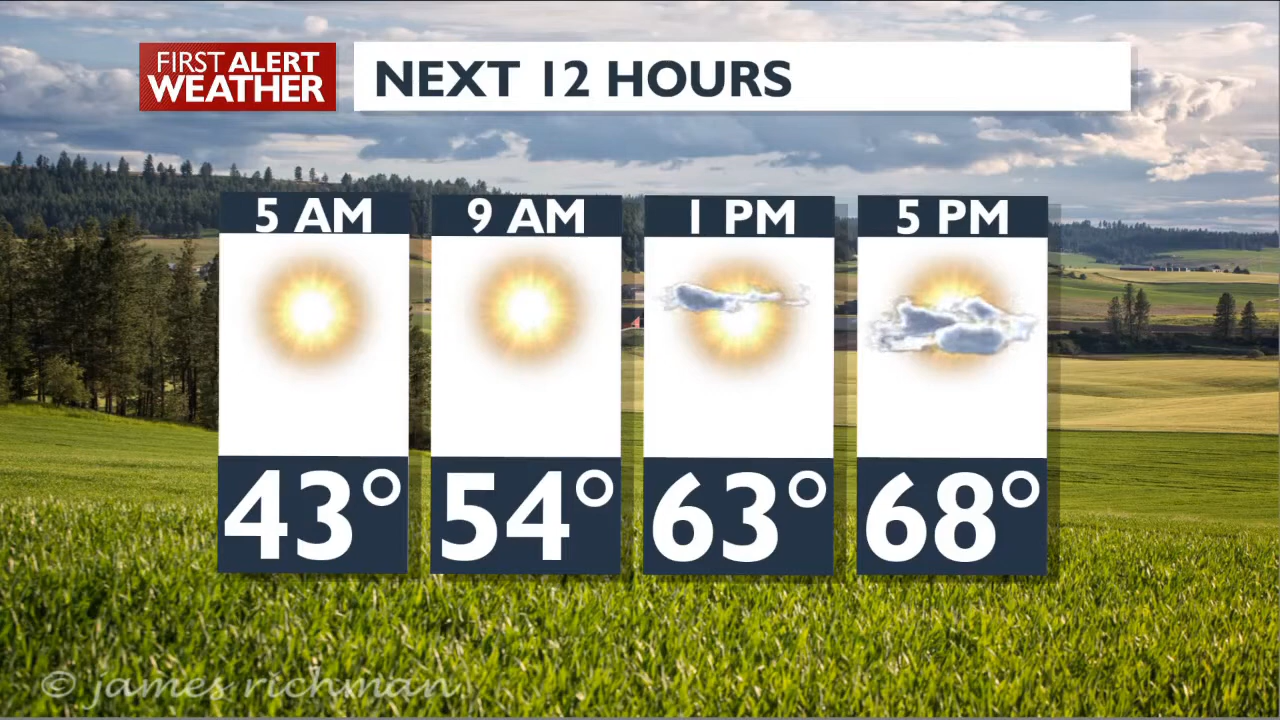 FIRST ALERT
WEATHER
NEXT 12 HOURS
5 AM
9 AM
1 PM
5 PM
43°
54°
63°
68°
© james richman